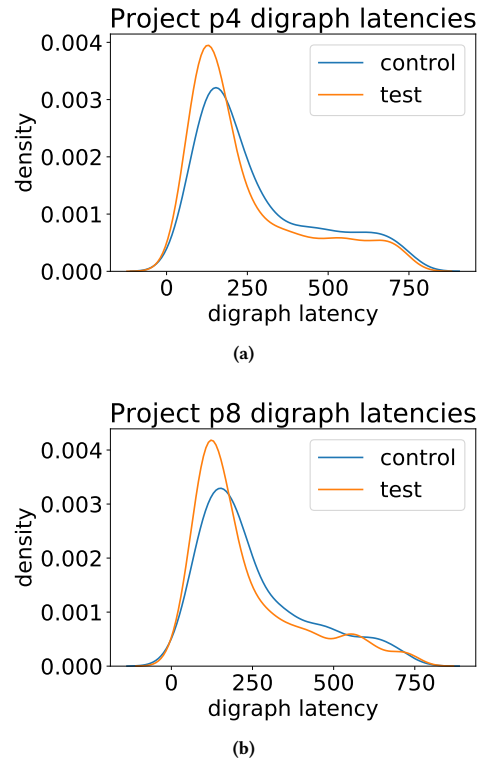 Project p4 digraph latencies
0.004
0.003
0.002
0.001
0.000
density
control
test
0 250 500 750
digraph latency
(a)
Project p8 digraph latencies
0.004
0.003
0.002
0.001
0.000
density
control
test
0 250 500 750
digraph latency
(b)